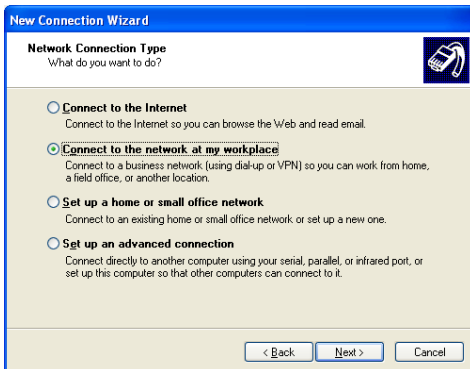 New Connection Wizard
Network Connection Type
What do you want to do?
Connect to the Internet
Connect to the Internet so you can browse the Web and read email.
Connect to the network at my workplace
Connect to a business network (using dial-up or VPN) so you can work from home,
a field office, or another location.
Set up a home or small office network
Connect to an existing home or small office network or set up a new one.
Set up an advanced connection
Connect directly to another computer using your serial, parallel, or infrared port, or
set up this computer so that other computers can connect to it.
< Back Next > Cancel